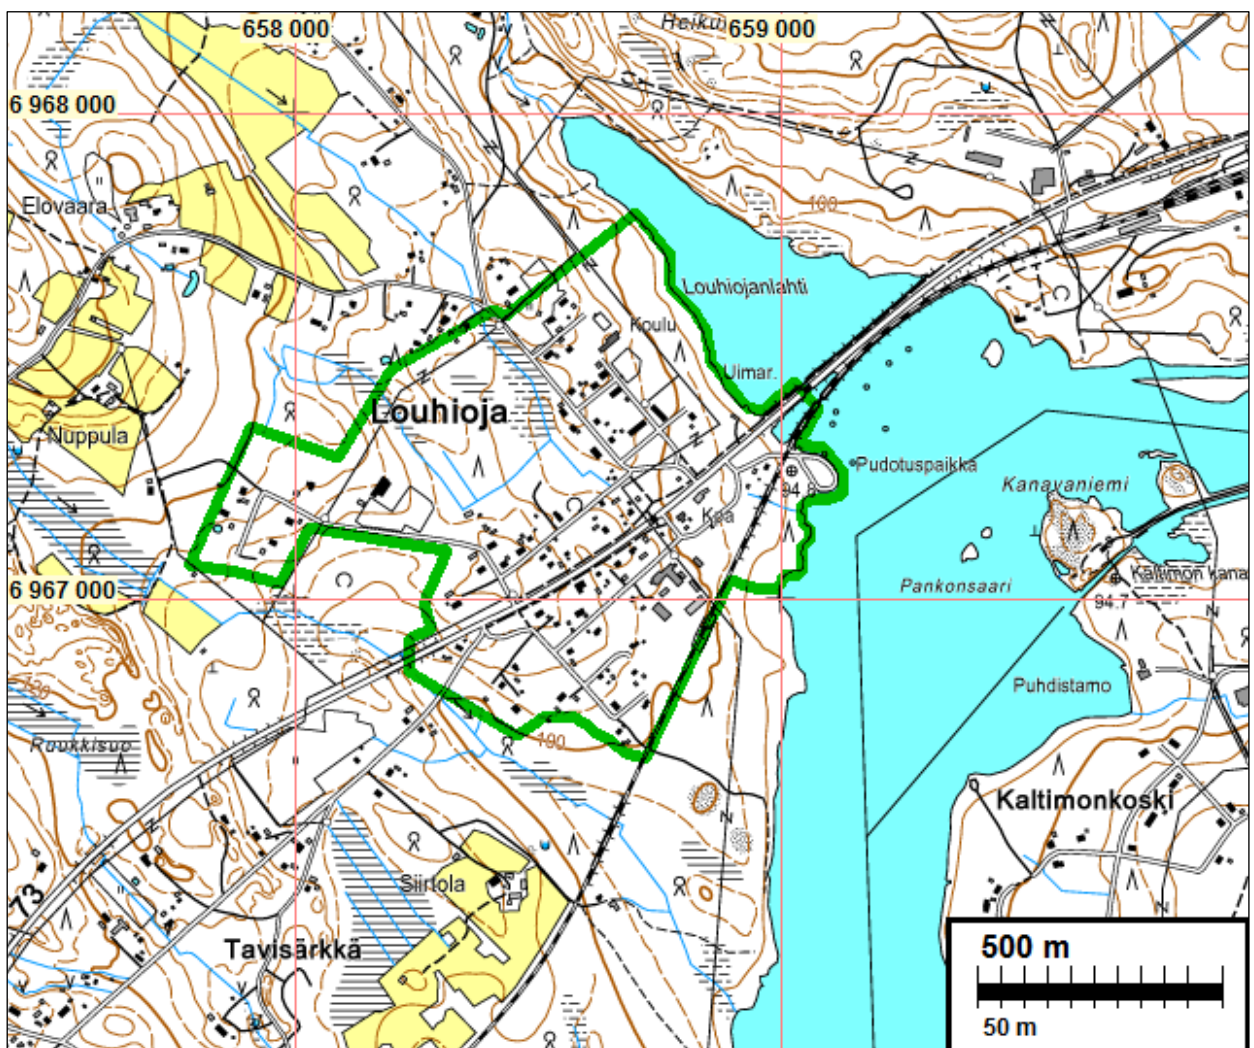 658 000
659 000
6 968 000
Elovaara
100
Louhiojanlahti
Koulu
Uimar.
Louhioja
Nuppula
Pudotuspaikka
Kanavaniemi
94.
Kpa
6 967 000
Pankonsaari
Kaltimon kana
94.7
Puhdistamo
120
Ruukkisuo
100
Kaltimonkoski
73
Siirtola
Tavisärkkä
500 m
50 m